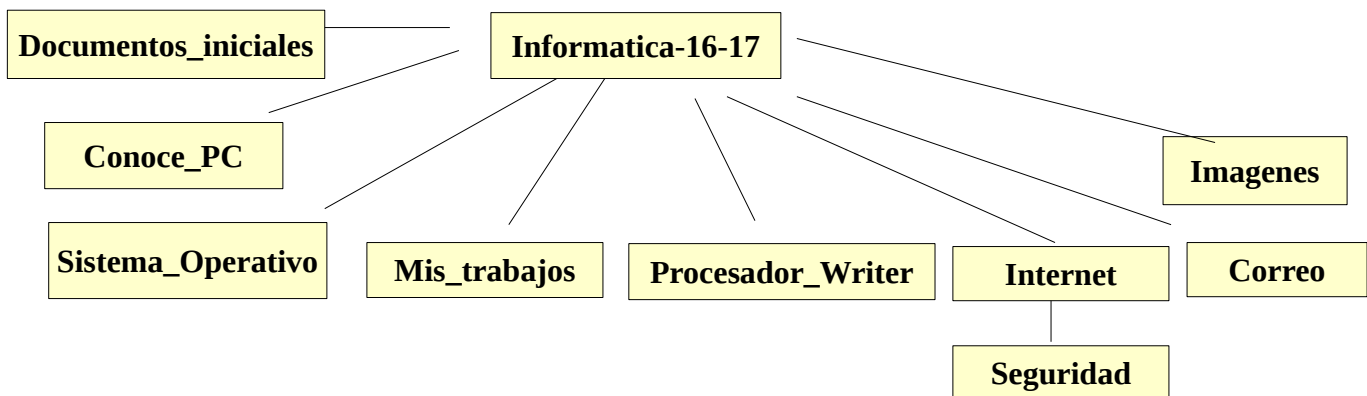 Documentos_iniciales
Informatica-16-17
Conoce_PC
Imagenes
Sistema_Operativo
Mis_trabajos
Procesador_Writer
Internet
Correo
Seguridad